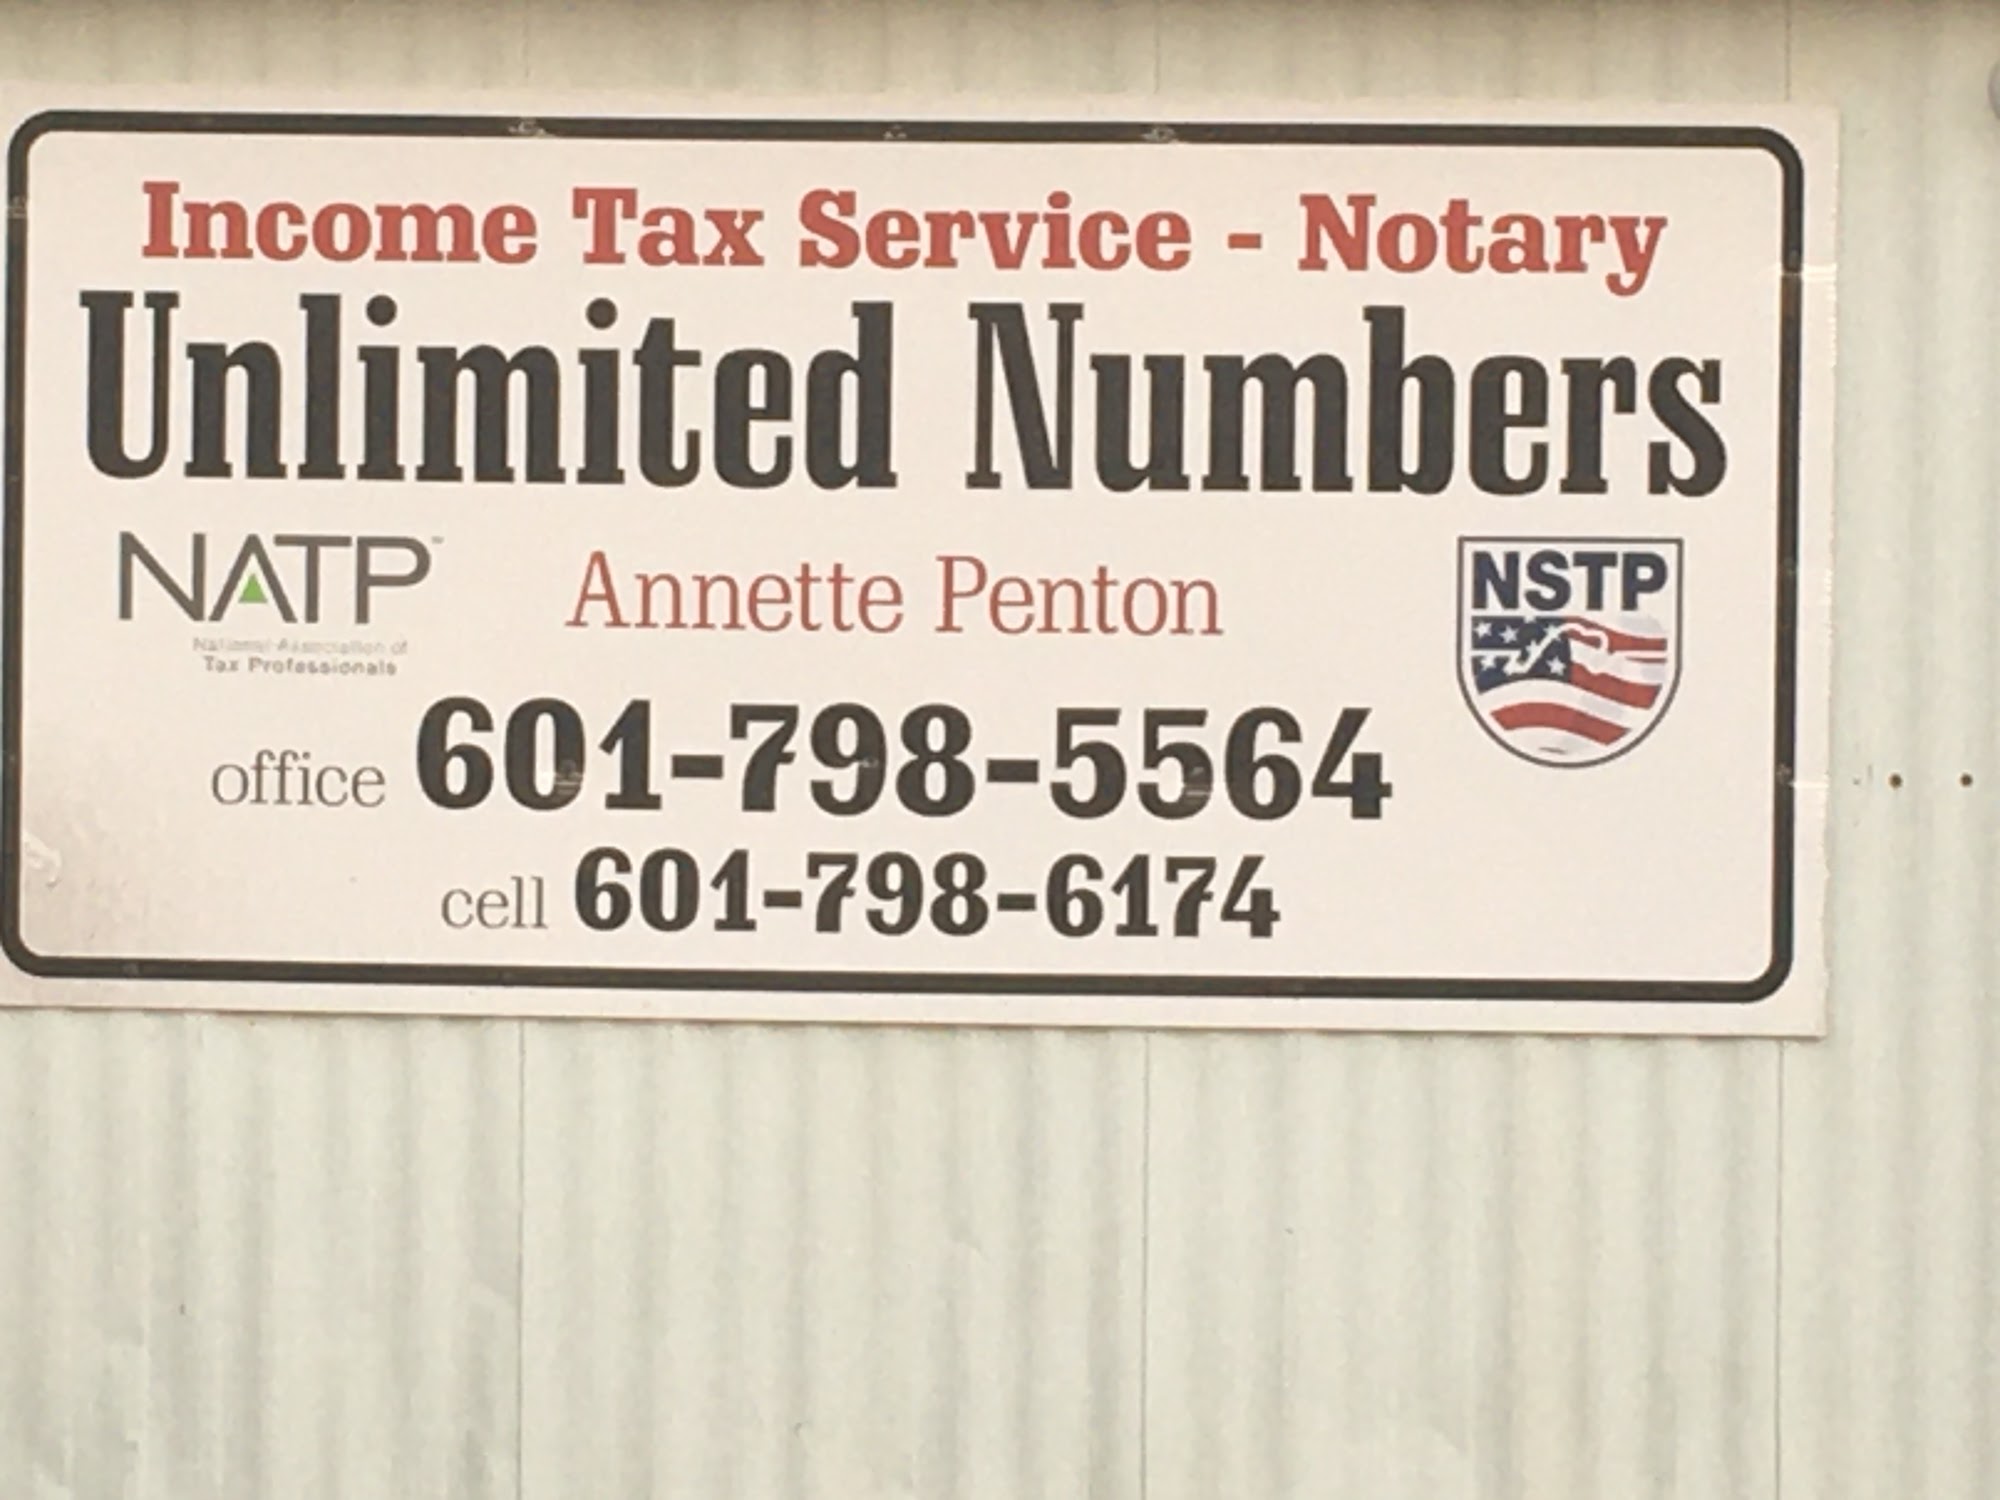 Income Tax Service - Notary
Unlimited Numbers
NATP™
National Association of
Tax Professionals
Annette Penton
NSTP
office 601-798-5564
cell 601-798-6174